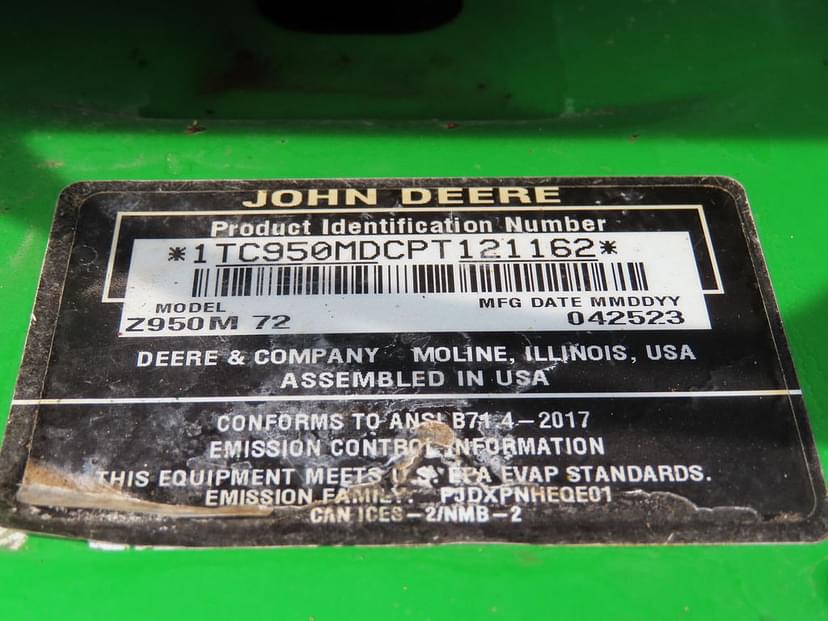 JOHN DEERE
Product Identification Number
*1TC950MDCPT121162*
MODEL MFG DATE MMDDYY
Z950M 72 042523
DEERE & COMPANY MOLINE, ILLINOIS, USA
ASSEMBLED IN USA
CONFORMS TO ANSI B71.4-2017
EMISSION CONTROL INFORMATION
THIS EQUIPMENT MEETS U.S. EPA EVAP STANDARDS.
EMISSION FAMILY: PJDXPNHEQE01
CAN ICES-2/NMB-2